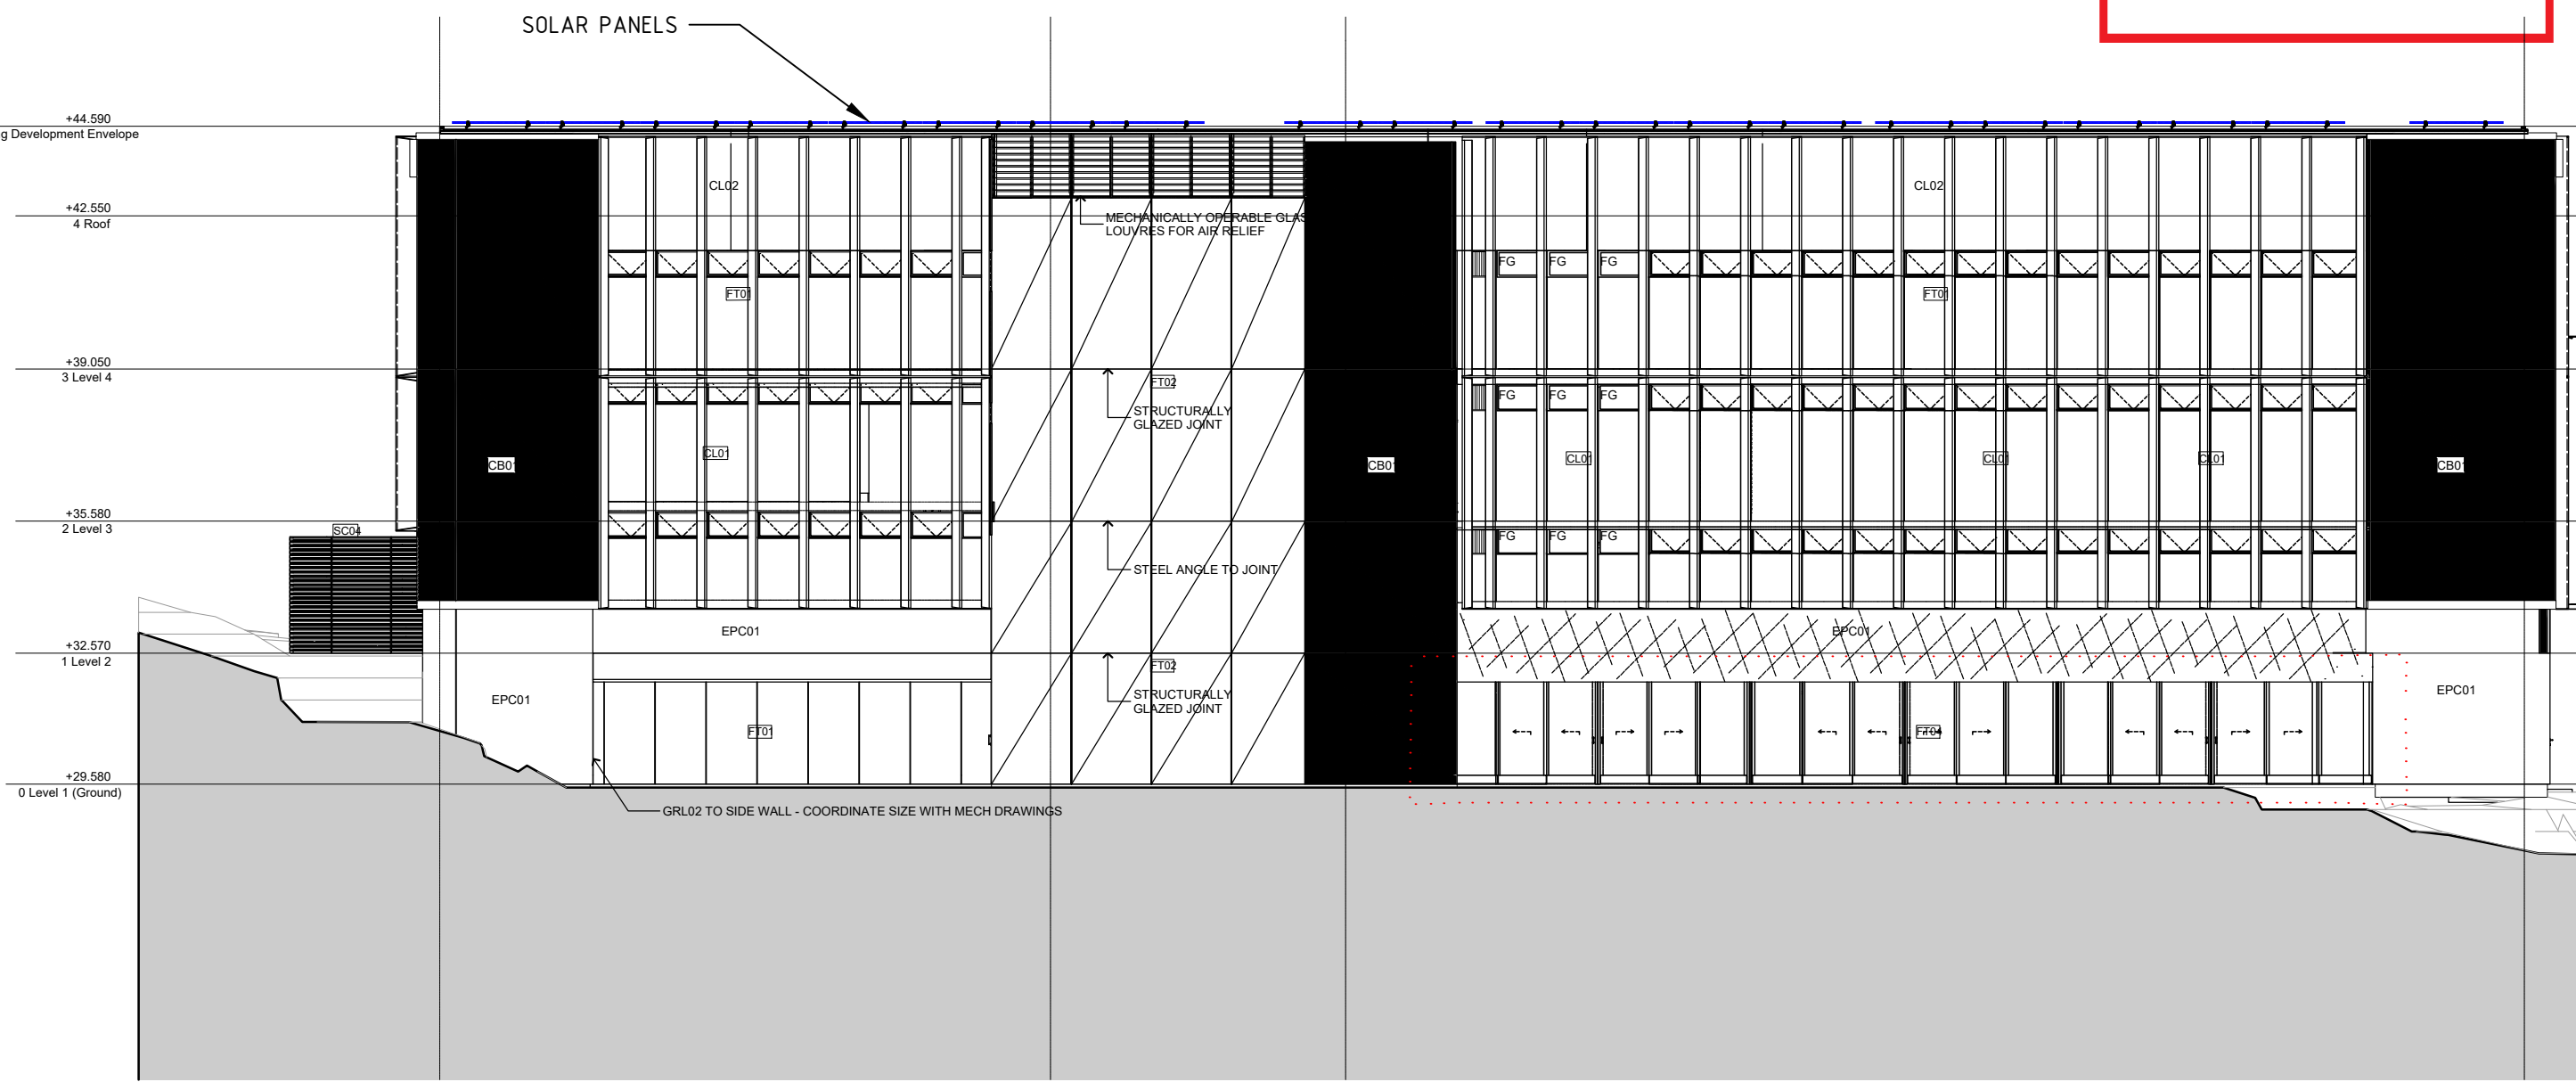 SOLAR PANELS
+44.590
g Development Envelope
CL02
CL02
+42.550
4 Roof
MECHANICALLY OPERABLE GLAS
LOUVRES FOR AIR RELIEF
FG FG FG
FT01
FT01
+39.050
3 Level 4
FT02
FG FG FG
STRUCTURALLY
GLAZED JOINT
CL01
CL01
CL01
CL01
CB01
CB01
CB01
+35.580
2 Level 3
SC04
FG FG FG
STEEL ANGLE TO JOINT
EPC01
EPC01
+32.570
1 Level 2
FT02
EPC01
STRUCTURALLY
GLAZED JOINT
EPC01
FT01
FT04
+29.580
0 Level 1 (Ground)
GRL02 TO SIDE WALL - COORDINATE SIZE WITH MECH DRAWINGS